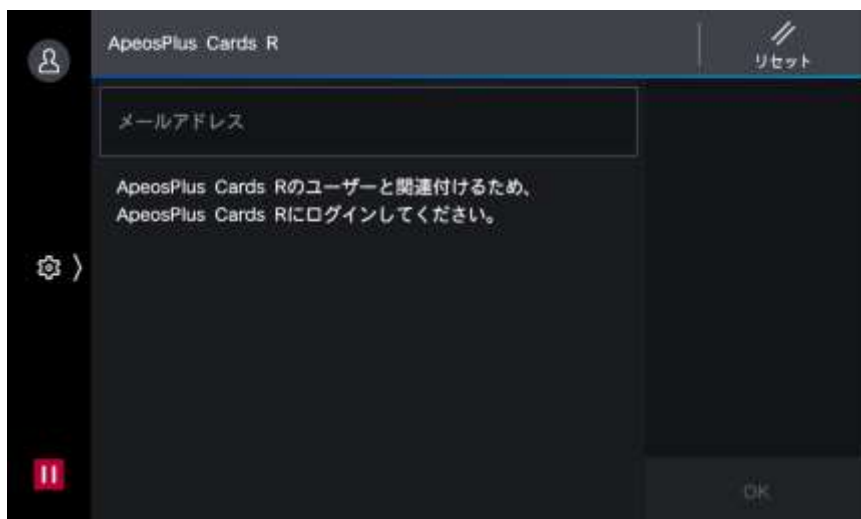 ApeosPlus Cards R
リセット
メールアドレス
ApeosPlus Cards Rのユーザーと関連付けるため、
ApeosPlus Cards Rにログインしてください。
OK